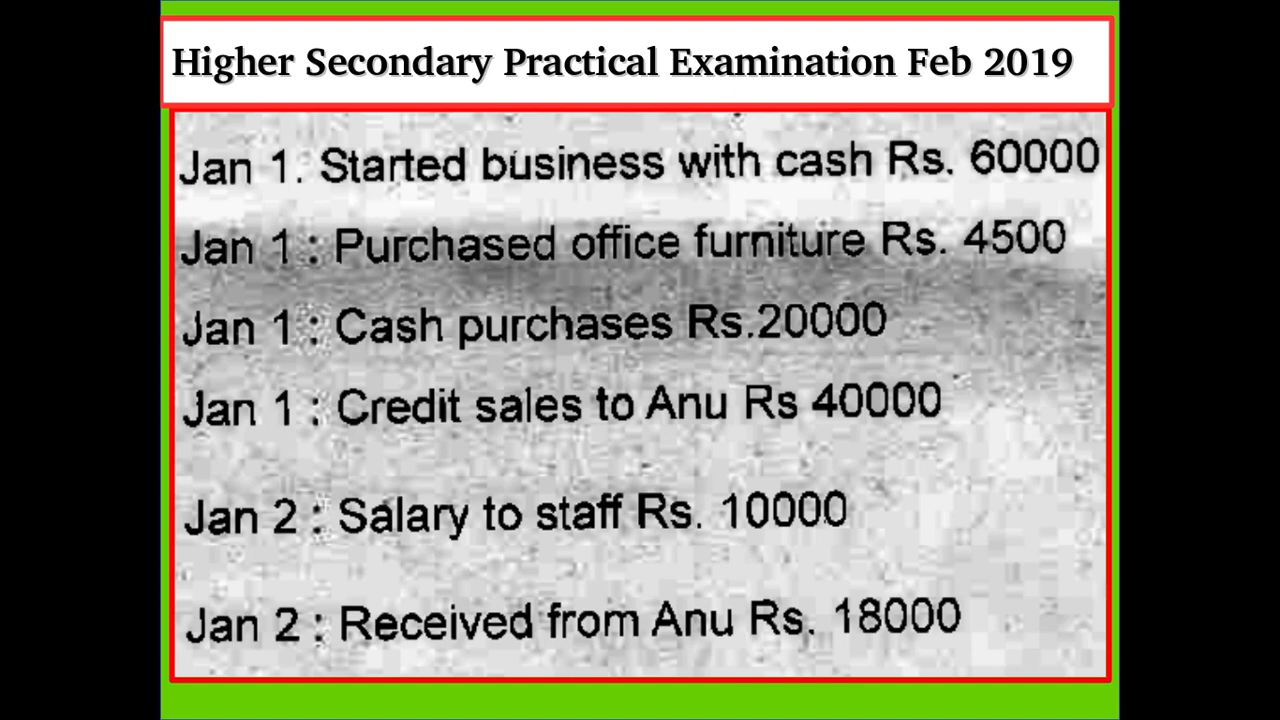 Higher Secondary Practical Examination Feb 2019
Jan 1. Started business with cash Rs. 60000
Jan 1 : Purchased office furniture Rs. 4500
Jan 1 : Cash purchases Rs.20000
Jan 1 : Credit sales to Anu Rs 40000
Jan 2 : Salary to staff Rs. 10000
Jan 2 : Received from Anu Rs. 18000